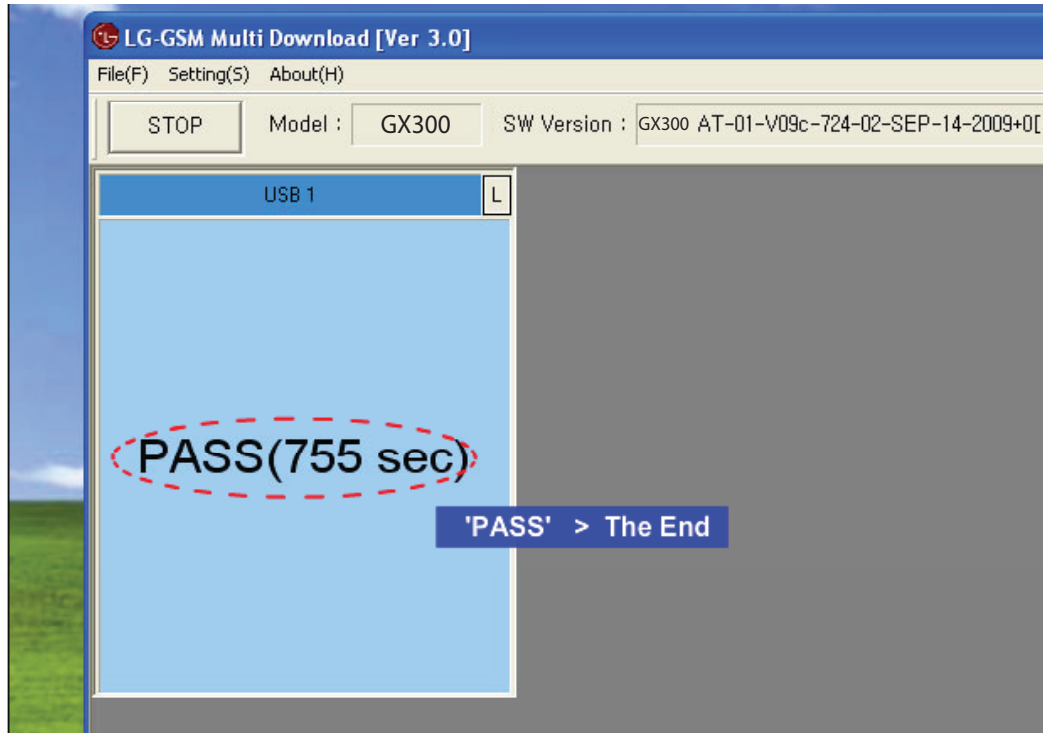 LG-GSM Multi Download [Ver 3.0]
File(F) Setting(S) About(H)
STOP Model : GX300 SW Version : GX300 AT-01-V09c-724-02-SEP-14-2009+0[
USB 1 L
PASS(755 sec)
'PASS' > The End